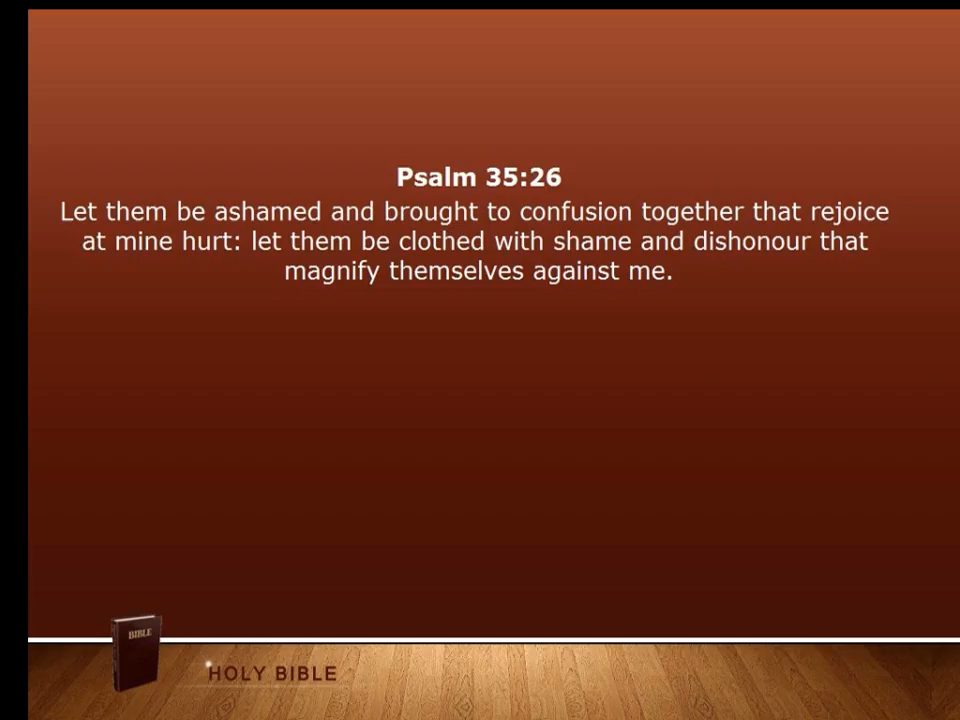 Psalm 35:26
Let them be ashamed and brought to confusion together that rejoice
at mine hurt: let them be clothed with shame and dishonour that
magnify themselves against me.
BIBLE
HOLY BIBLE